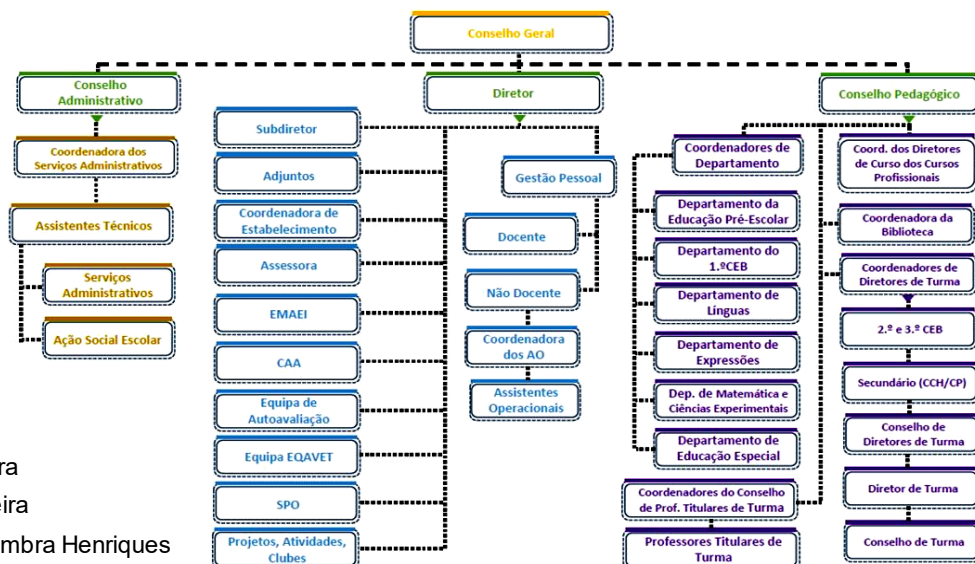 Conselho Geral
Conselho
Administrativo
Coordenadora dos
Serviços Administrativos
Assistentes Técnicos
Serviços
Administrativos
Ação Social Escolar
Diretor
Subdiretor
Adjuntos
Coordenadora de
Estabelecimento
Assessora
EMAEI
CAA
Equipa de
Autoavaliação
Equipa EQAVET
SPO
Projetos, Atividades,
Clubes
Gestão Pessoal
Docente
Não Docente
Coordenadora
dos AO
Assistentes
Operacionais
Conselho Pedagógico
Coordenadores de
Departamento
Departamento da
Educação Pré-Escolar
Departamento do
1.ºCEB
Departamento de
Línguas
Departamento de
Expressões
Dep. de Matemática e
Ciências Experimentais
Departamento de
Educação Especial
Coordenadores do Conselho
de Prof. Titulares de Turma
Professores Titulares de
Turma
Coord. dos Diretores
de Curso dos Cursos
Profissionais
Coordenadora da
Biblioteca
Coordenadores de
Diretores de Turma
2.º e 3.º CEB
Secundário (CCH/CP)
Conselho de
Diretores de Turma
Diretor de Turma
Conselho de Turma
ra
eira
mbra Henriques